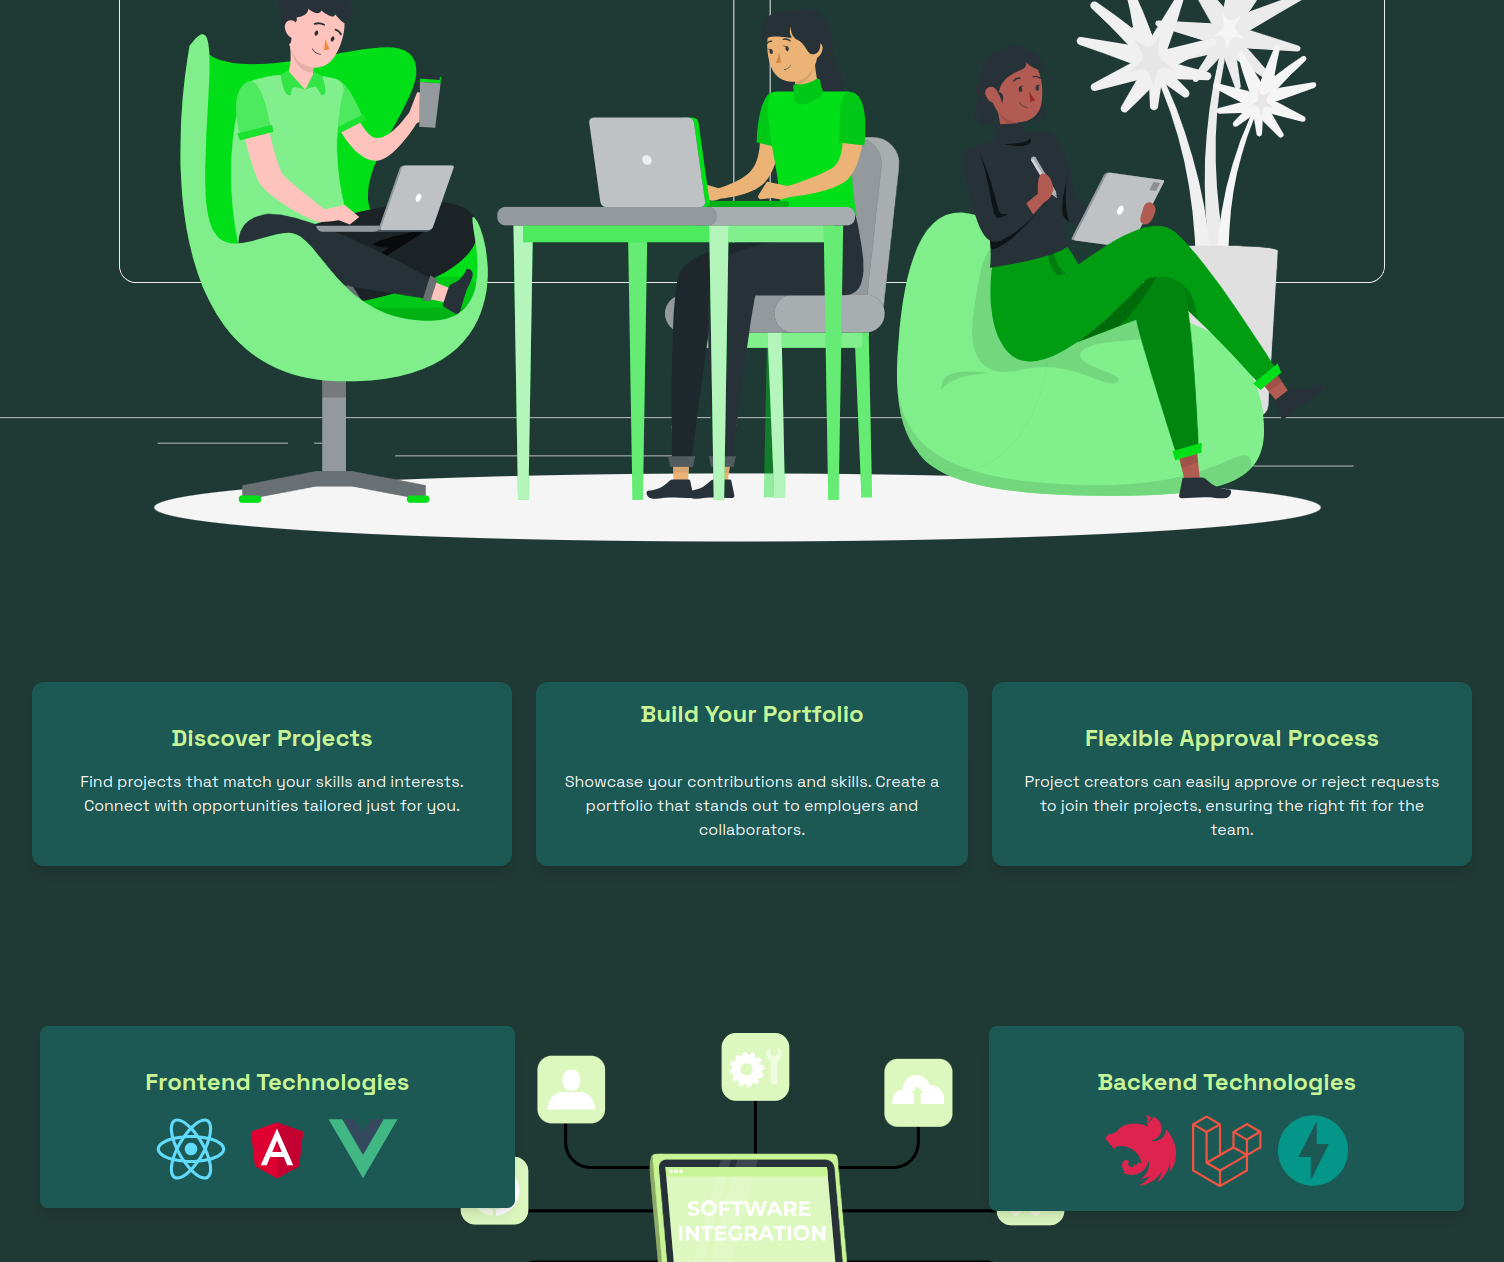 Discover Projects
Find projects that match your skills and interests.
Connect with opportunities tailored just for you.
Build Your Portfolio
Showcase your contributions and skills. Create a
portfolio that stands out to employers and
collaborators.
Flexible Approval Process
Project creators can easily approve or reject requests
to join their projects, ensuring the right fit for the
team.
Frontend Technologies
Backend Technologies
SOFTWARE
INTEGRATION